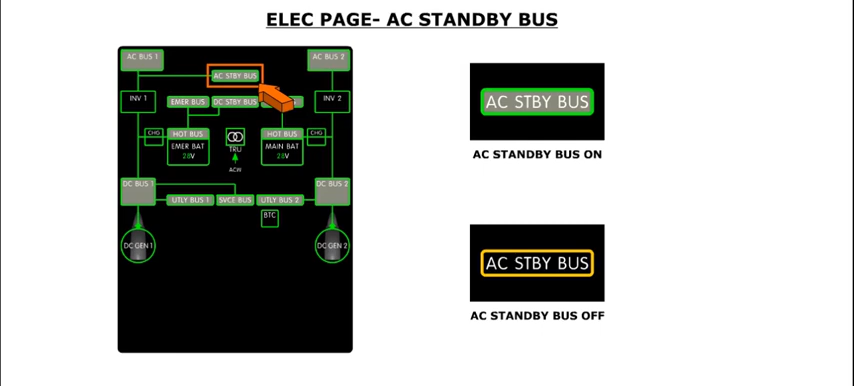 ELEC PAGE- AC STANDBY BUS
AC BUS 1
AC BUS 2
AC STBY BUS
INV 1
INV 2
EMER BUS
DC STBY BUS
CHG
HOT BUS
EMER BAT
28V
TRU
ACW
HOT BUS
MAIN BAT
28V
CHG
DC BUS 1
DC BUS 2
UTLY BUS 1
SVCE BUS
UTLY BUS 2
BTC
DC GEN 1
DC GEN 2
AC STBY BUS
AC STANDBY BUS ON
AC STBY BUS
AC STANDBY BUS OFF